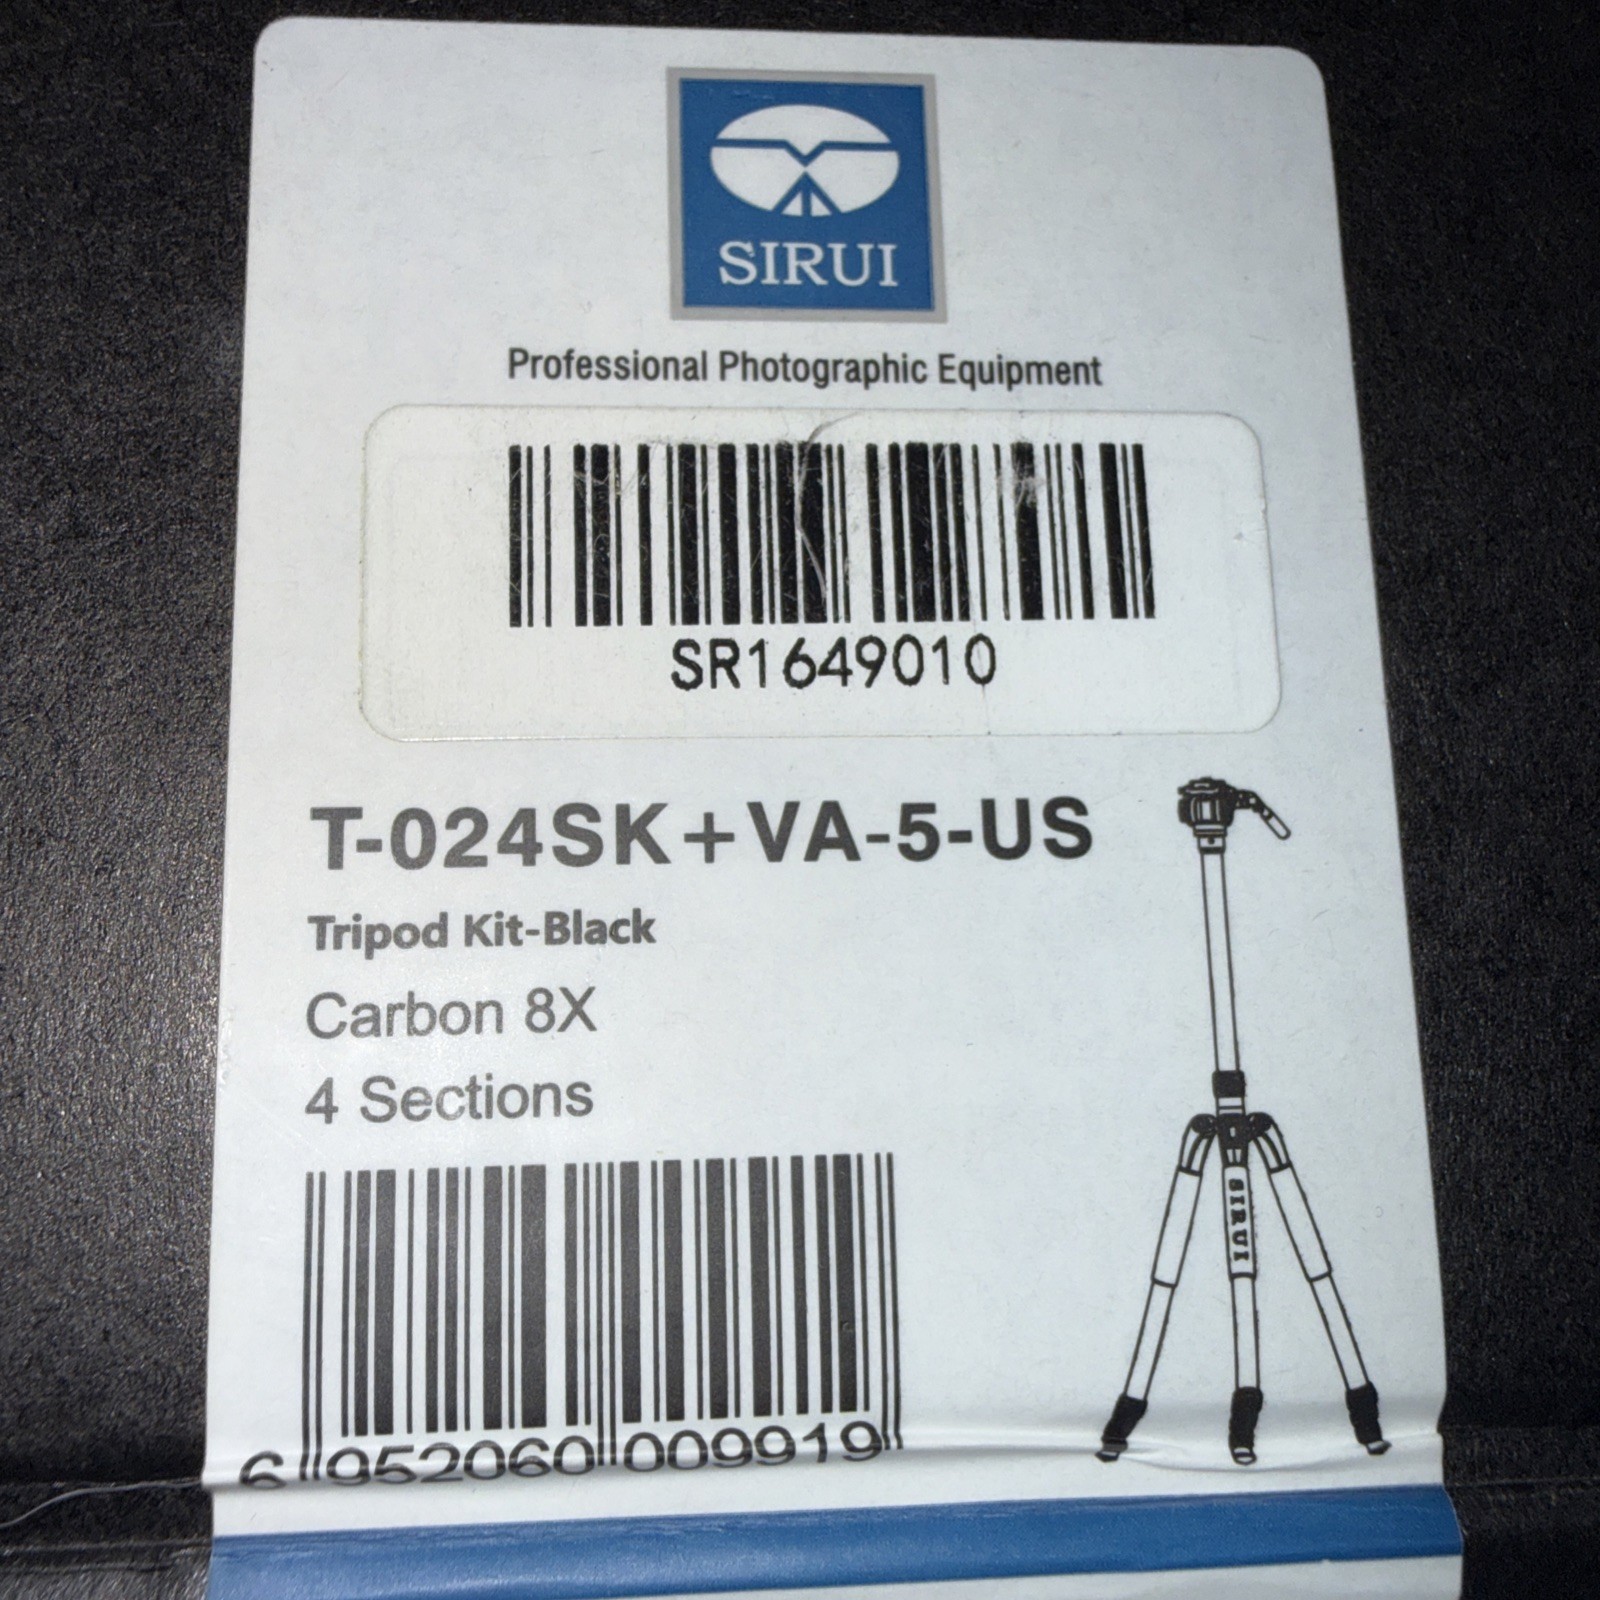 SIRUI
Professional Photographic Equipment
SR1649010
T-024SK+VA-5-US
Tripod Kit-Black
Carbon 8X
4 Sections
SIRUI
6 952060 009919